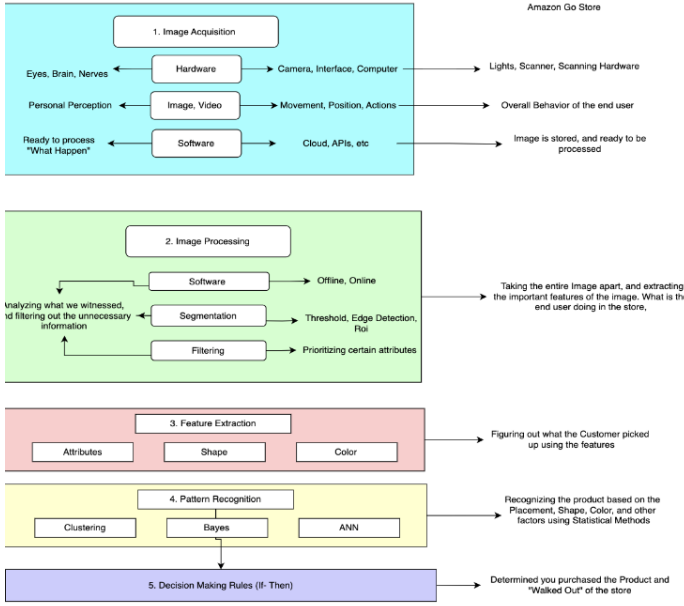 Amazon Go Store
1. Image Acquisition
Eyes, Brain, Nerves
Hardware
Camera, Interface, Computer
Lights, Scanner, Scanning Hardware
Personal Perception
Image, Video
Movement, Position, Actions
Overall Behavior of the end user
Ready to process
"What Happen"
Software
Cloud, APIs, etc
Image is stored, and ready to be
processed
2. Image Processing
Software
Offline, Online
Analyzing what we witnessed,
nd filtering out the unnecessary
information
Segmentation
Threshold, Edge Detection,
Roi
Filtering
Prioritizing certain attributes
Taking the entire Image apart, and extracting
the important features of the image. What is the
end user doing in the store,
3. Feature Extraction
Attributes
Shape
Color
Figuring out what the Customer picked
up using the features
4. Pattern Recognition
Clustering
Bayes
ANN
Recognizing the product based on the
Placement, Shape, Color, and other
factors using Statistical Methods
5. Decision Making Rules (If- Then)
Determined you purchased the Product and
"Walked Out" of the store